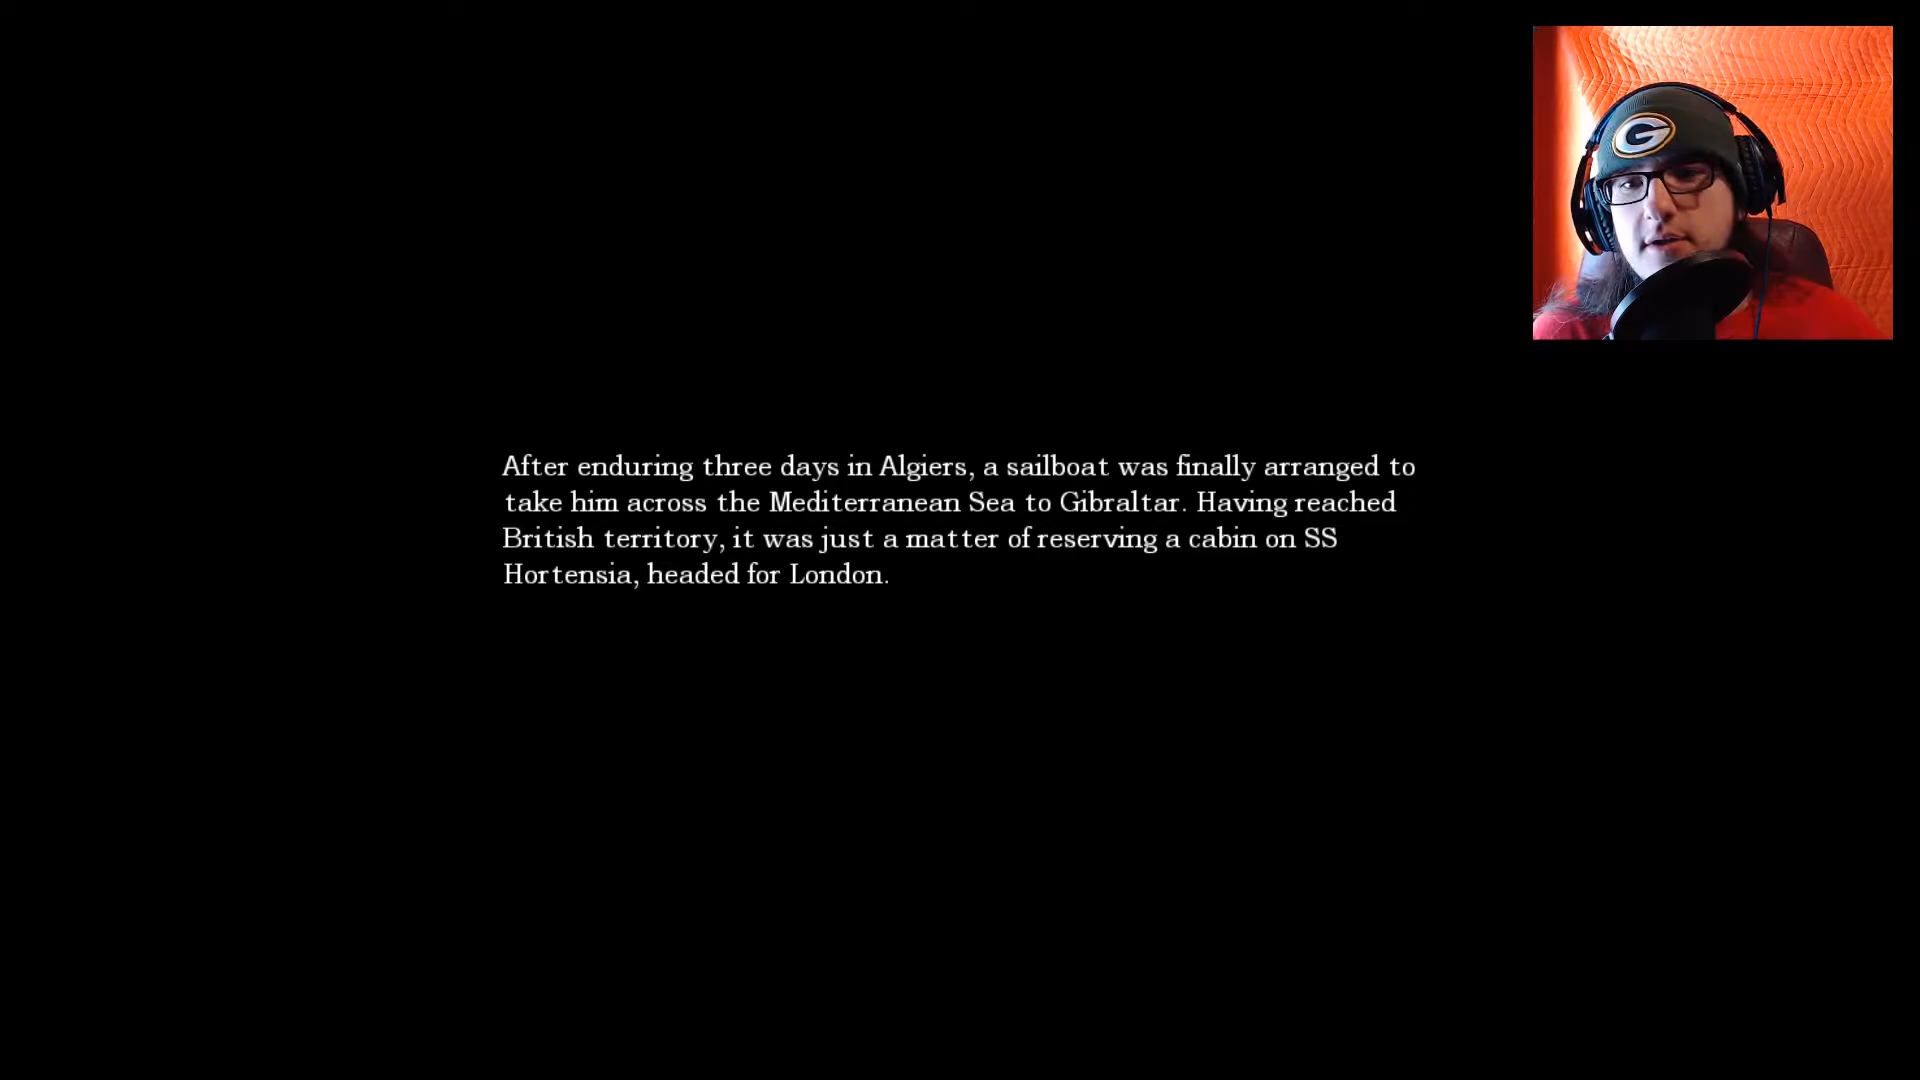 G
After enduring three days in Algiers, a sailboat was finally arranged to
take him across the Mediterranean Sea to Gibraltar. Having reached
British territory, it was just a matter of reserving a cabin on SS
Hortensia, headed for London.